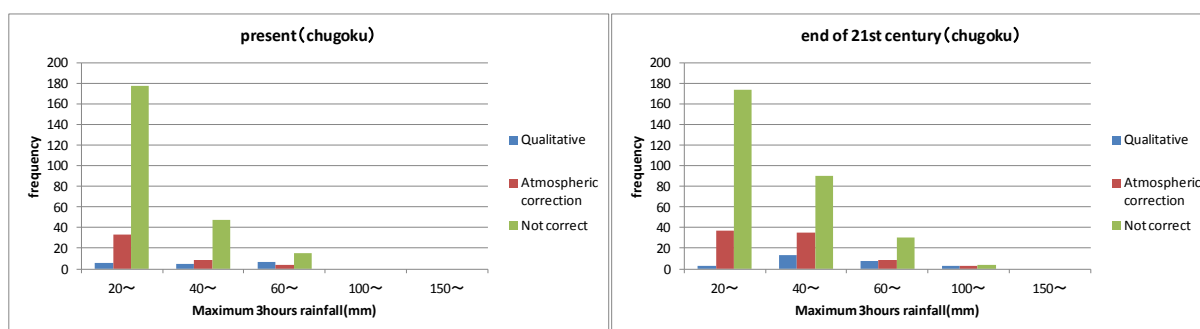 present（chugoku）
200
180
160
140
120
100
80
60
40
20
0
frequency
20～ 40～ 60～ 100～ 150～
Maximum 3hours rainfall(mm)
Qualitative
Atmospheric
correction
Not correct
end of 21st century（chugoku）
200
180
160
140
120
100
80
60
40
20
0
frequency
20～ 40～ 60～ 100～ 150～
Maximum 3hours rainfall(mm)
Qualitative
Atmospheric
correction
Not correct